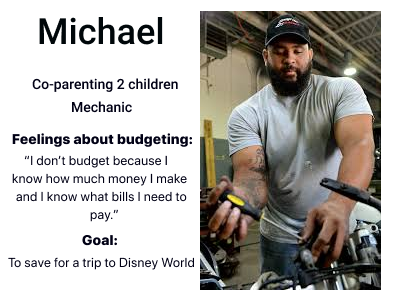 Michael
Co-parenting 2 children
Mechanic
Feelings about budgeting:
“I don’t budget because I
know how much money I make
and I know what bills I need to
pay.”
Goal:
To save for a trip to Disney World